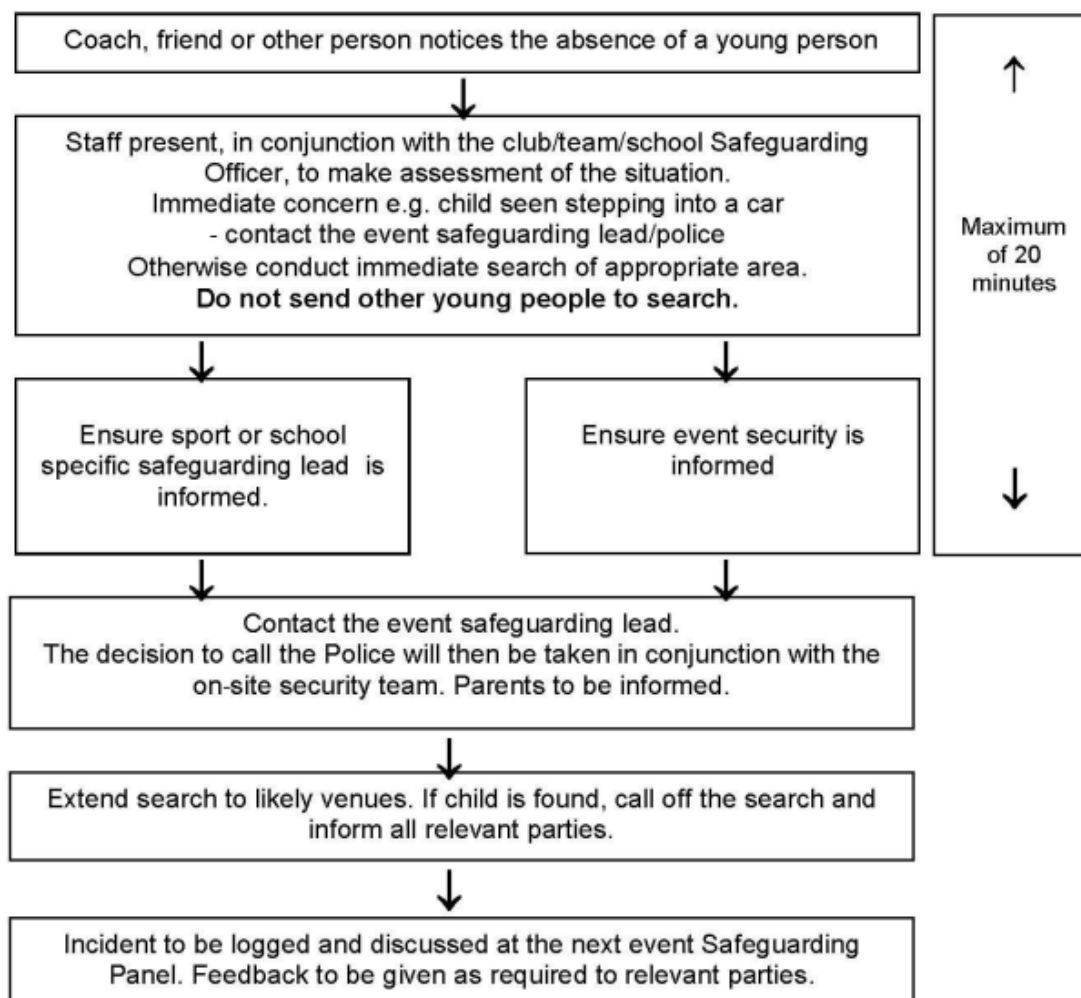 Coach, friend or other person notices the absence of a young person
Staff present, in conjunction with the club/team/school Safeguarding
Officer, to make assessment of the situation.
Immediate concern e.g. child seen stepping into a car
- contact the event safeguarding lead/police
Otherwise conduct immediate search of appropriate area.
Do not send other young people to search.
Maximum
of 20
minutes
Ensure sport or school
specific safeguarding lead is
informed.
Ensure event security is
informed
Contact the event safeguarding lead.
The decision to call the Police will then be taken in conjunction with the
on-site security team. Parents to be informed.
Extend search to likely venues. If child is found, call off the search and
inform all relevant parties.
Incident to be logged and discussed at the next event Safeguarding
Panel. Feedback to be given as required to relevant parties.